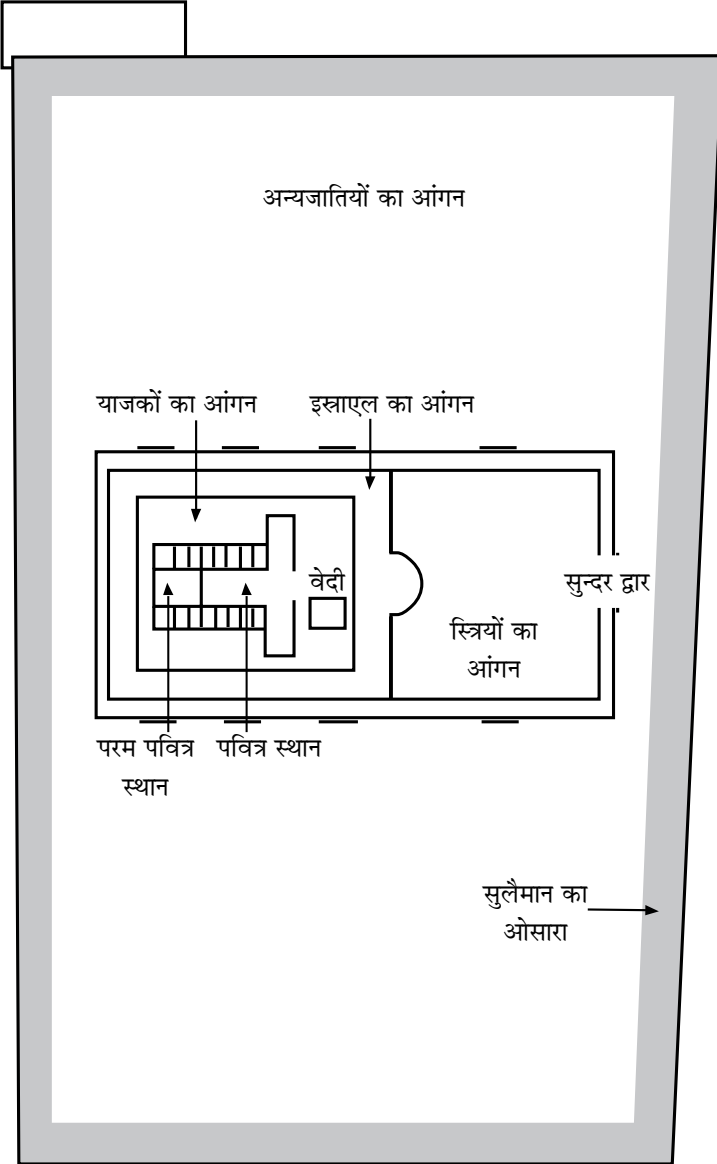 अन्यजातियों का आंगन
याजकों का आंगन
इस्राएल का आंगन
वेदी
सुन्दर द्वार
स्त्रियों का
आंगन
परम पवित्र
स्थान
पवित्र स्थान
सुलैमान का
ओसारा